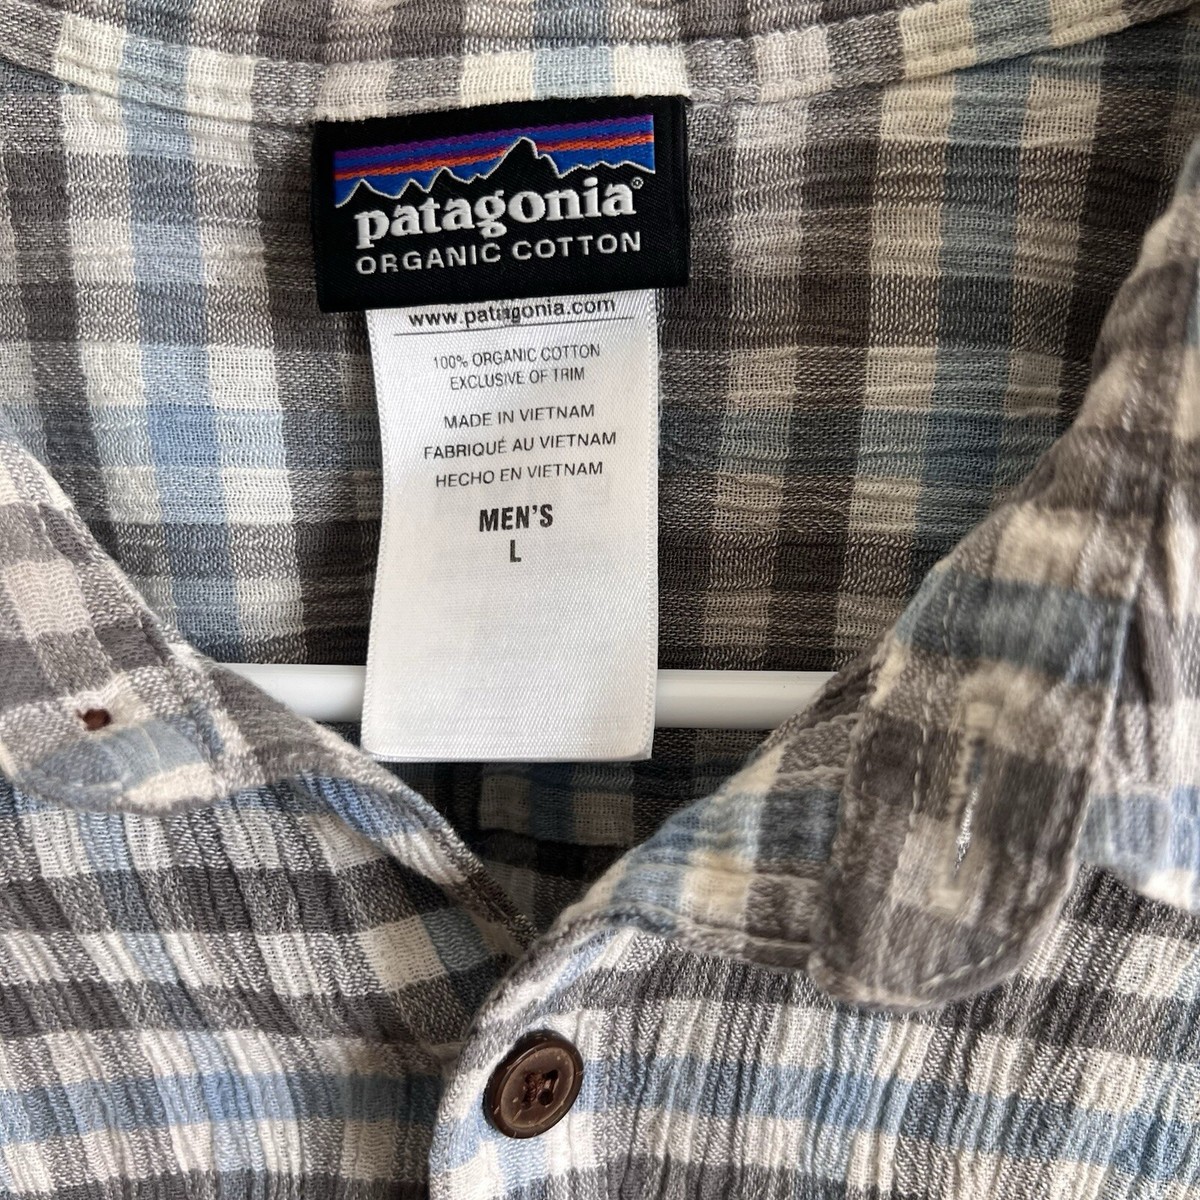 patagonia®
ORGANIC COTTON
www.patagonia.com
100% ORGANIC COTTON
EXCLUSIVE OF TRIM
MADE IN VIETNAM
FABRIQUÉ AU VIETNAM
HECHO EN VIETNAM
MEN'S
L